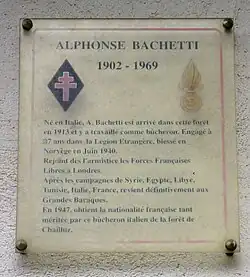 ALPHONSE BACHETTI
1902 - 1969
Né en Italie, A. Bachetti est arrivé dans cette forêt
en 1913 et y a travaillé comme bûcheron. Engagé à
37 ans dans la Légion Etrangère, blessé en
Norvège en Juin 1940.
Rejoint dès l'armistice les Forces Françaises
Libres à Londres.
Après les campagnes de Syrie, Egypte, Libye,
Tunisie, Italie, France, revient définitivement aux
Grandes Baraques.
En 1947, obtient la nationalité française tant
méritée par ce bûcheron italien de la forêt de
Chailluz.